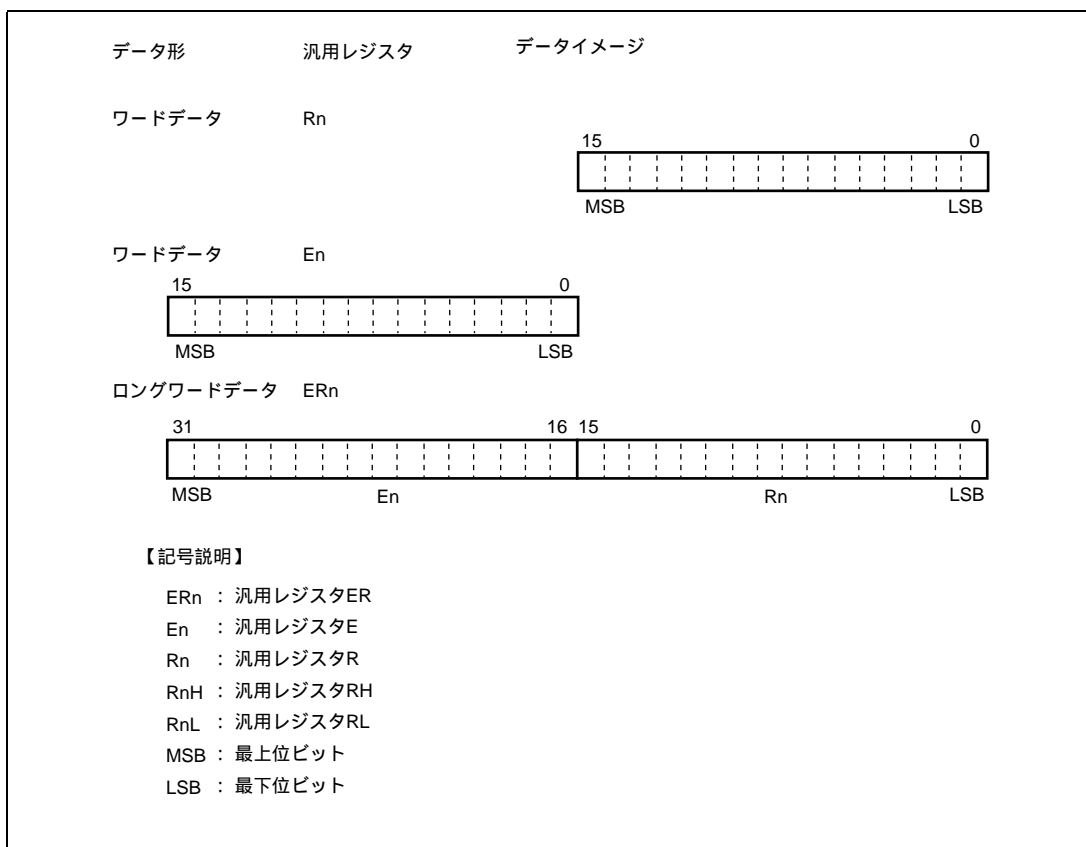 データ形 汎用レジスタ データイメージ
ワードデータ Rn
15 0
MSB LSB
ワードデータ En
15 0
MSB LSB
ロングワードデータ ERn
31 16 15 0
MSB En Rn LSB
【記号説明】
ERn : 汎用レジスタER
En : 汎用レジスタE
Rn : 汎用レジスタR
RnH : 汎用レジスタRH
RnL : 汎用レジスタRL
MSB : 最上位ビット
LSB : 最下位ビット